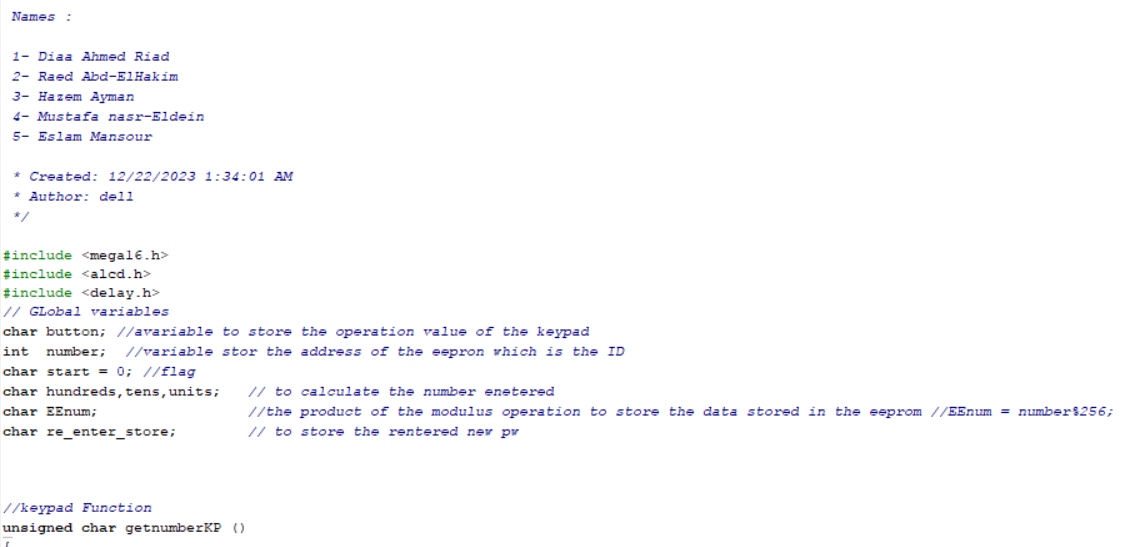 Names :
1- Diaa Ahmed Riad
2- Raed Abd-ElHakim
3- Hazem Ayman
4- Mustafa nasr-Eldein
5- Eslam Mansour
* Created: 12/22/2023 1:34:01 AM
* Author: dell
*/
#include <mega16.h>
#include <alcd.h>
#include <delay.h>
// GLobal variables
char button; //avariable to store the operation value of the keypad
int  number;  //variable stor the address of the eepron which is the ID
char start = 0; //flag
char hundreds,tens,units;   // to calculate the number enetered
char EEnum;                 //the product of the modulus operation to store the data stored in the eeprom //EEnum = number%256;
char re_enter_store;        // to store the rentered new pw
//keypad Function
unsigned char getnumberKP ()
{